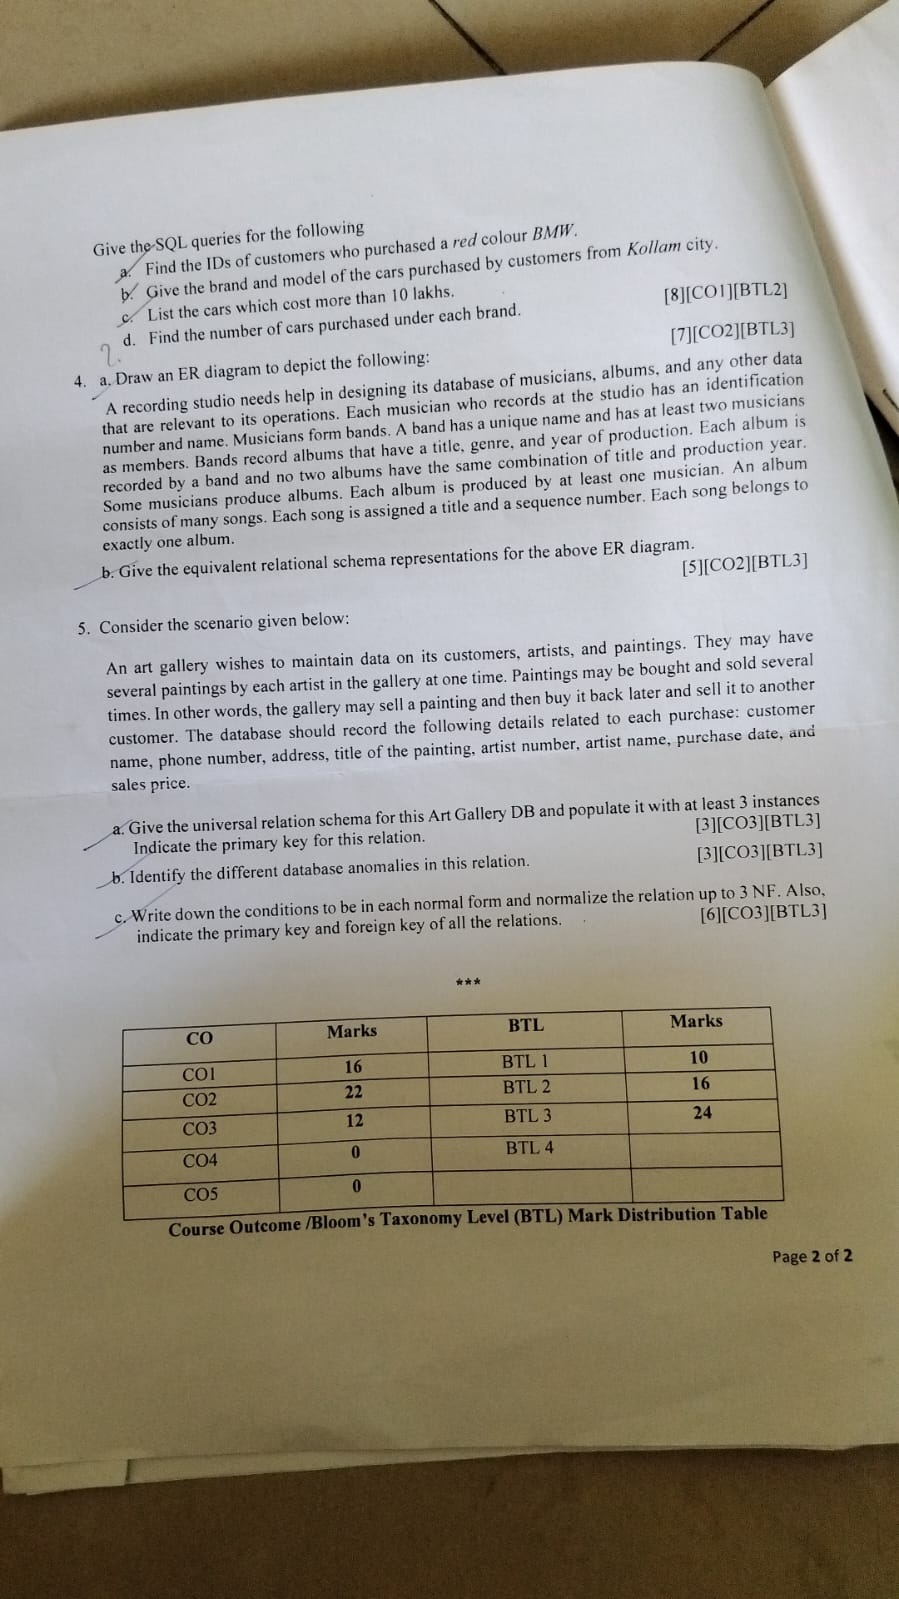 Give the SQL queries for the following
a. Find the IDs of customers who purchased a red colour BMW.
b. Give the brand and model of the cars purchased by customers from Kollam city.
c. List the cars which cost more than 10 lakhs.
d. Find the number of cars purchased under each brand.
[8][CO1][BTL2]
4. a. Draw an ER diagram to depict the following:
[7][CO2][BTL3]
A recording studio needs help in designing its database of musicians, albums, and any other data
that are relevant to its operations. Each musician who records at the studio has an identification
number and name. Musicians form bands. A band has a unique name and has at least two musicians
as members. Bands record albums that have a title, genre, and year of production. Each album is
recorded by a band and no two albums have the same combination of title and production year.
Some musicians produce albums. Each album is produced by at least one musician. An album
consists of many songs. Each song is assigned a title and a sequence number. Each song belongs to
exactly one album.
b. Give the equivalent relational schema representations for the above ER diagram.
[5][CO2][BTL3]
5. Consider the scenario given below:
An art gallery wishes to maintain data on its customers, artists, and paintings. They may have
several paintings by each artist in the gallery at one time. Paintings may be bought and sold several
times. In other words, the gallery may sell a painting and then buy it back later and sell it to another
customer. The database should record the following details related to each purchase: customer
name, phone number, address, title of the painting, artist number, artist name, purchase date, and
sales price.
a. Give the universal relation schema for this Art Gallery DB and populate it with at least 3 instances
Indicate the primary key for this relation. [3][CO3][BTL3]
b. Identify the different database anomalies in this relation. [3][CO3][BTL3]
c. Write down the conditions to be in each normal form and normalize the relation up to 3 NF. Also,
indicate the primary key and foreign key of all the relations. [6][CO3][BTL3]
***
CO Marks BTL Marks
CO1 16 BTL 1 10
CO2 22 BTL 2 16
CO3 12 BTL 3 24
CO4 0 BTL 4
CO5 0
Course Outcome /Bloom's Taxonomy Level (BTL) Mark Distribution Table
Page 2 of 2